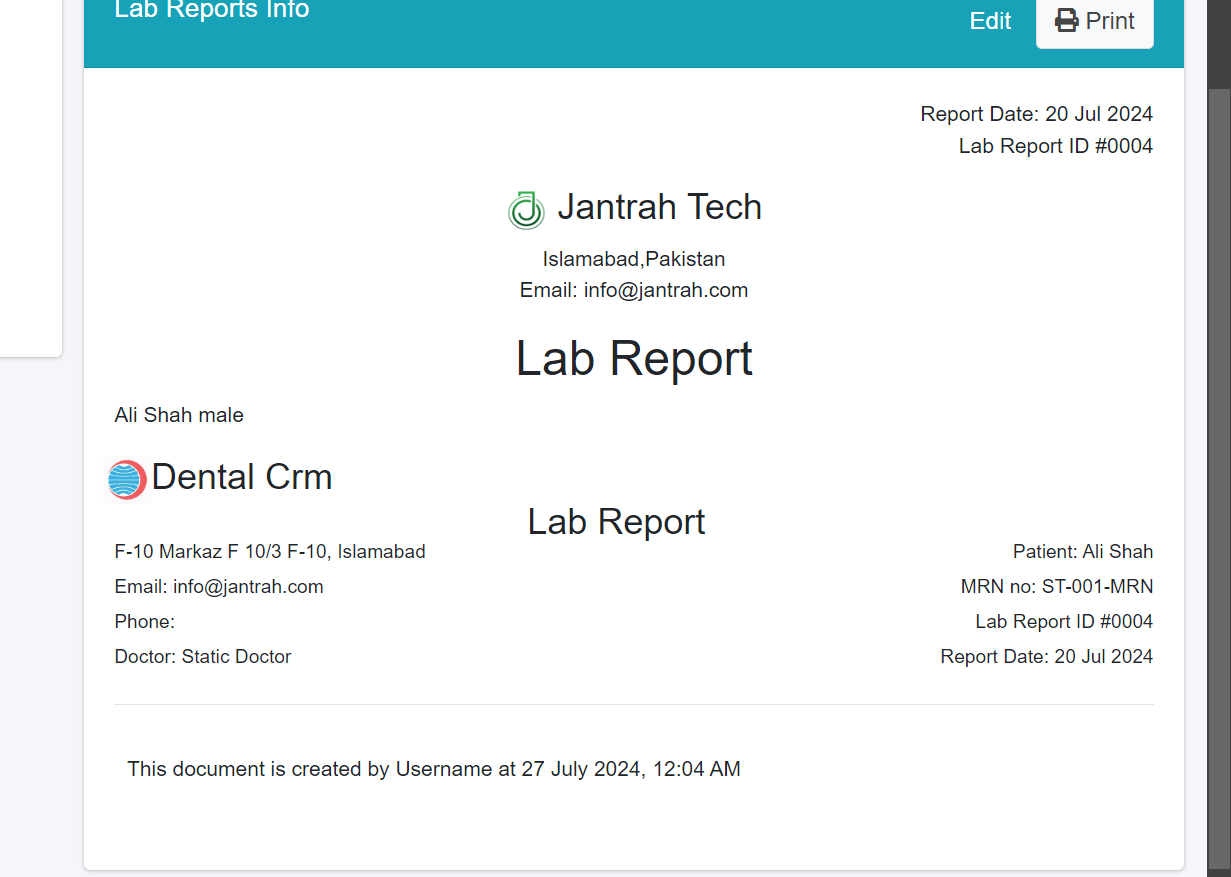 Lab Reports Info
Edit
Print
Report Date: 20 Jul 2024
Lab Report ID #0004
Jantrah Tech
Islamabad,Pakistan
Email: info@jantrah.com
Lab Report
Ali Shah male
Dental Crm
Lab Report
F-10 Markaz F 10/3 F-10, Islamabad
Patient: Ali Shah
Email: info@jantrah.com
MRN no: ST-001-MRN
Phone:
Lab Report ID #0004
Doctor: Static Doctor
Report Date: 20 Jul 2024
This document is created by Username at 27 July 2024, 12:04 AM